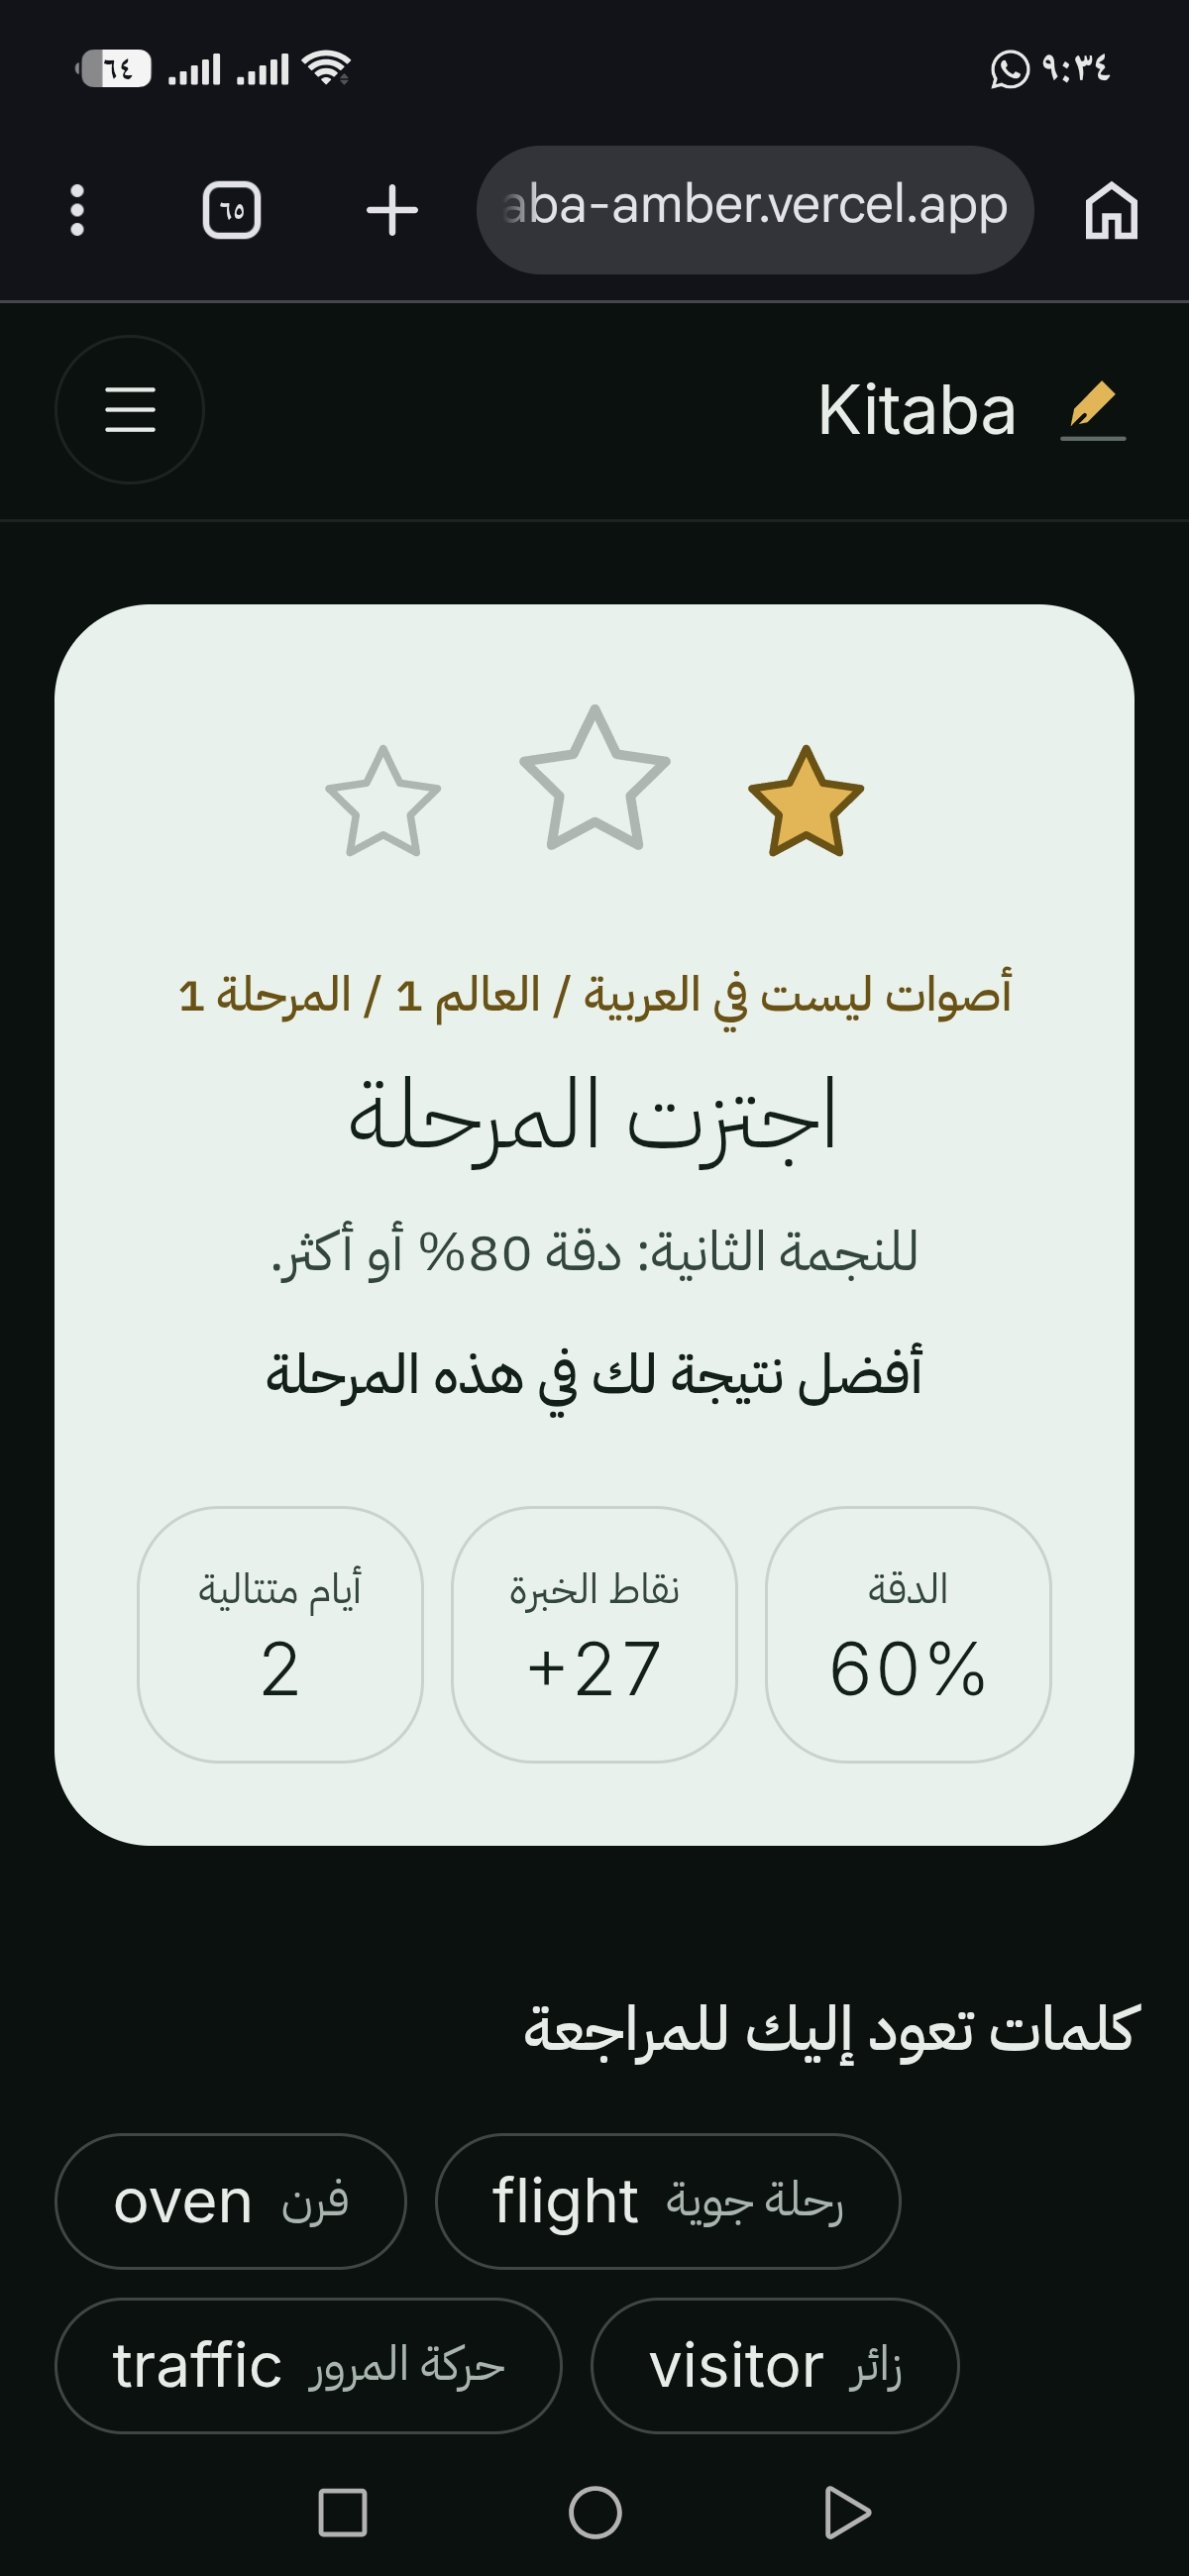 ٩:٣٤
٦٤
aba-amber.vercel.app
٦٥
Kitaba
أصوات ليست في العربية / العالم 1 / المرحلة 1
اجتزت المرحلة
للنجمة الثانية: دقة 80% أو أكثر.
أفضل نتيجة لك في هذه المرحلة
الدقة
60%
نقاط الخبرة
+27
أيام متتالية
2
كلمات تعود إليك للمراجعة
oven فرن
flight رحلة جوية
traffic حركة المرور
visitor زائر